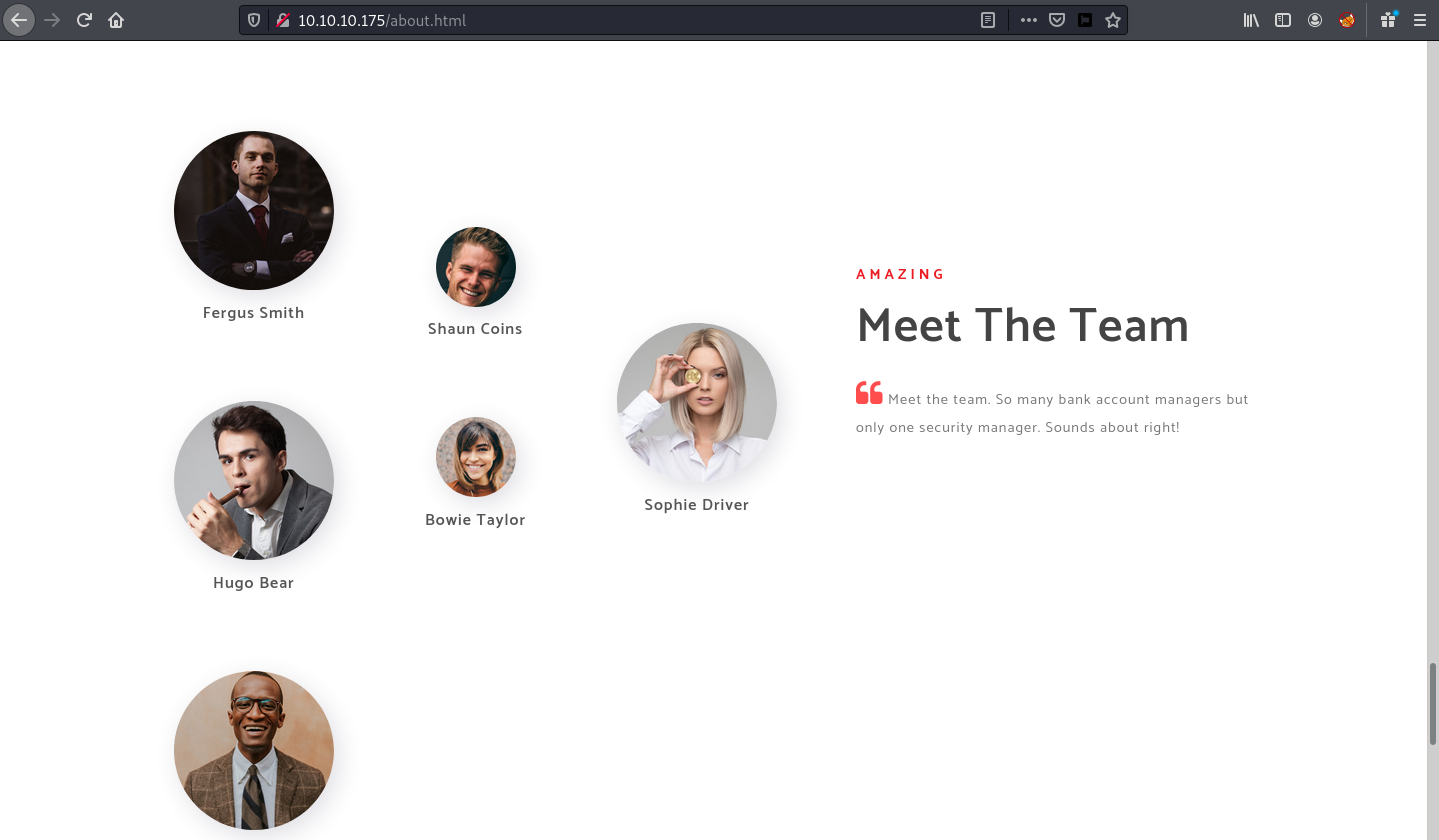 10.10.10.175/about.html
Fergus Smith
Shaun Coins
Hugo Bear
Bowie Taylor
Sophie Driver
AMAZING
Meet The Team
Meet the team. So many bank account managers but
only one security manager. Sounds about right!